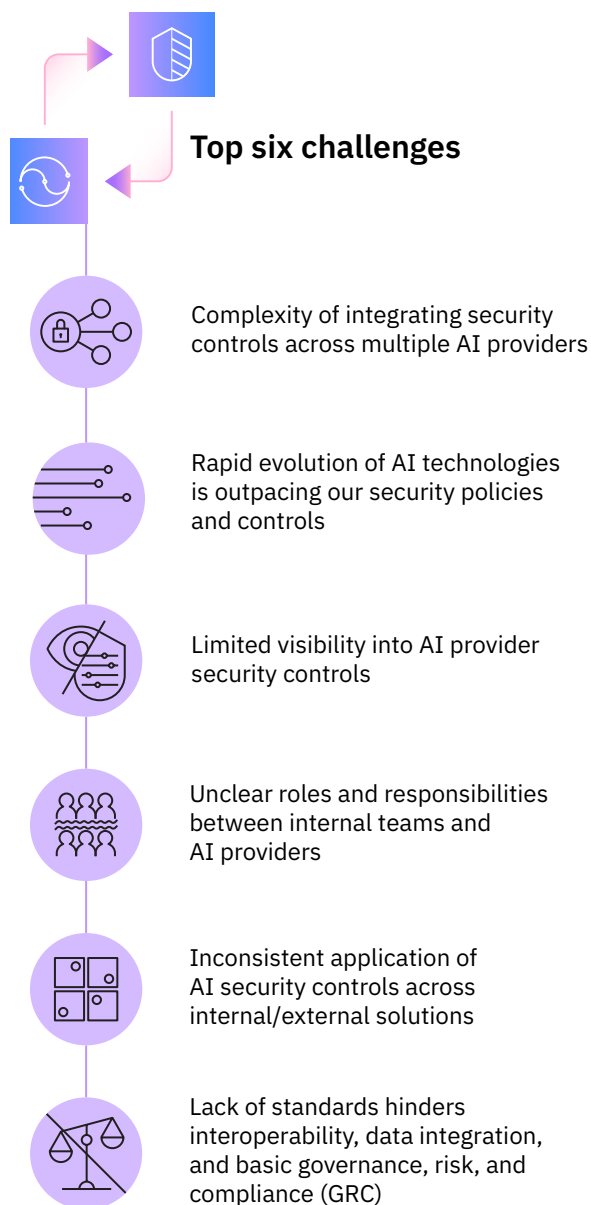 Top six challenges
Complexity of integrating security
controls across multiple AI providers
Rapid evolution of AI technologies
is outpacing our security policies
and controls
Limited visibility into AI provider
security controls
Unclear roles and responsibilities
between internal teams and
AI providers
Inconsistent application of
AI security controls across
internal/external solutions
Lack of standards hinders
interoperability, data integration,
and basic governance, risk, and
compliance (GRC)